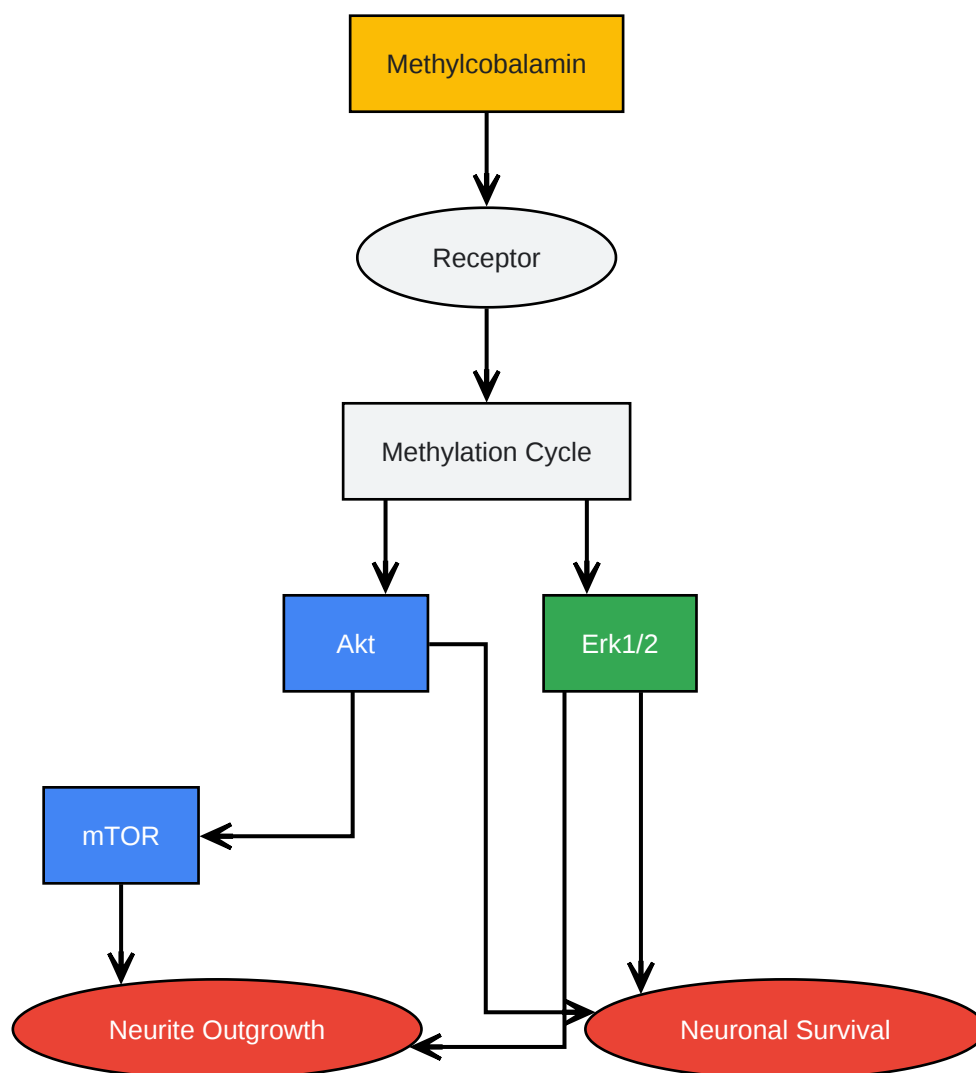 Methylcobalamin
Receptor
Methylation Cycle
Akt
Erk1/2
mTOR
Neurite Outgrowth
Neuronal Survival